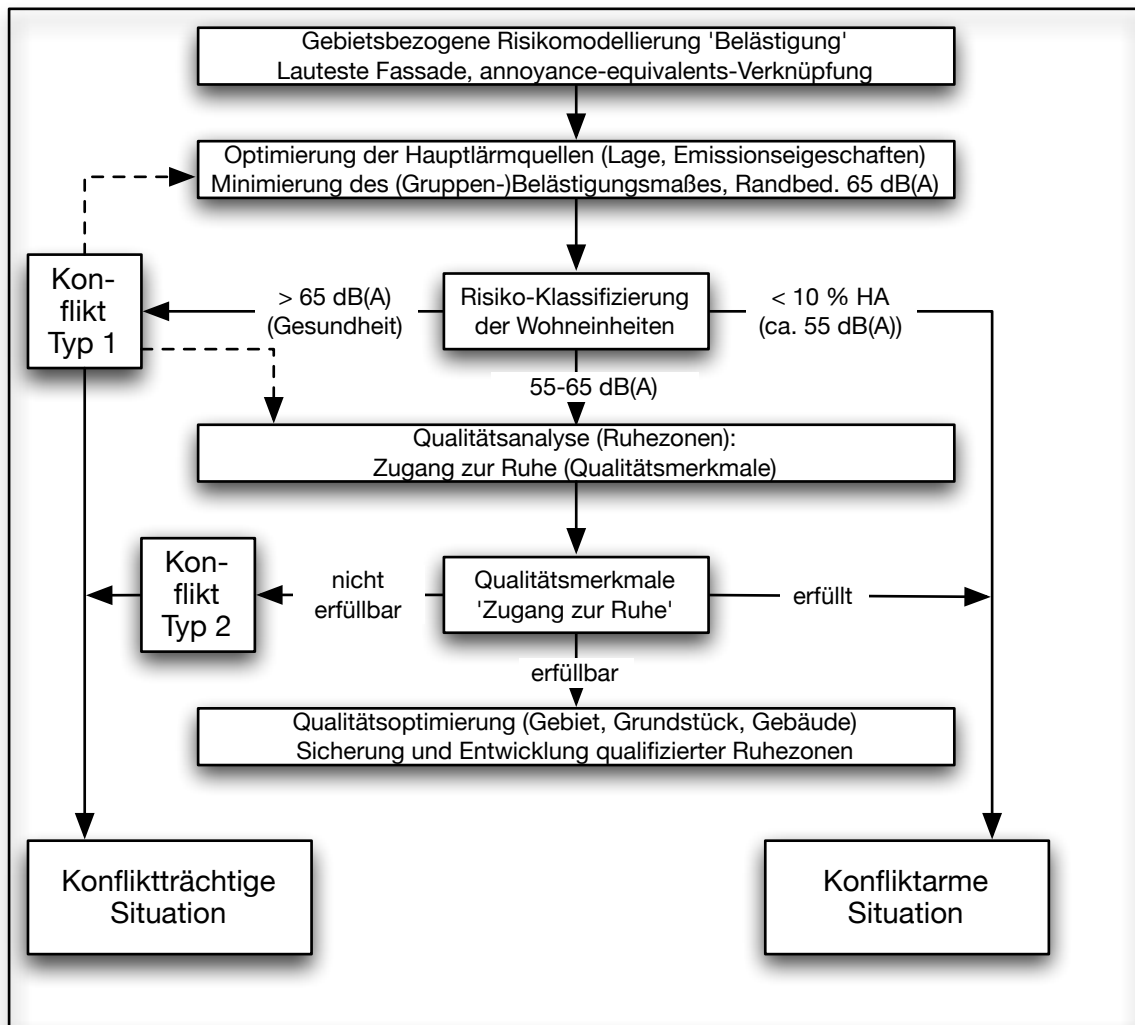 Gebietsbezogene Risikomodellierung 'Belästigung'
Lauteste Fassade, annoyance-equivalents-Verknüpfung
Optimierung der Hauptlärmquellen (Lage, Emissionseigeschaften)
Minimierung des (Gruppen-)Belästigungsmaßes, Randbed. 65 dB(A)
Kon-
flikt
Typ 1
> 65 dB(A)
(Gesundheit)
Risiko-Klassifizierung
der Wohneinheiten
< 10 % HA
(ca. 55 dB(A))
55-65 dB(A)
Qualitätsanalyse (Ruhezonen):
Zugang zur Ruhe (Qualitätsmerkmale)
Kon-
flikt
Typ 2
nicht
erfüllbar
Qualitätsmerkmale
'Zugang zur Ruhe'
erfüllt
erfüllbar
Qualitätsoptimierung (Gebiet, Grundstück, Gebäude)
Sicherung und Entwicklung qualifizierter Ruhezonen
Konfliktträchtige
Situation
Konfliktarme
Situation